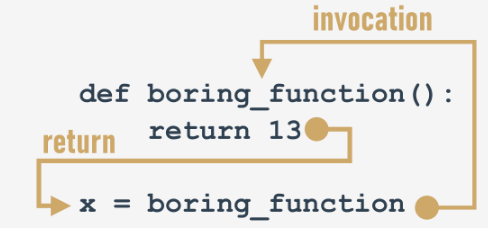 invocation
def boring_function():
return 13
return
x = boring_function